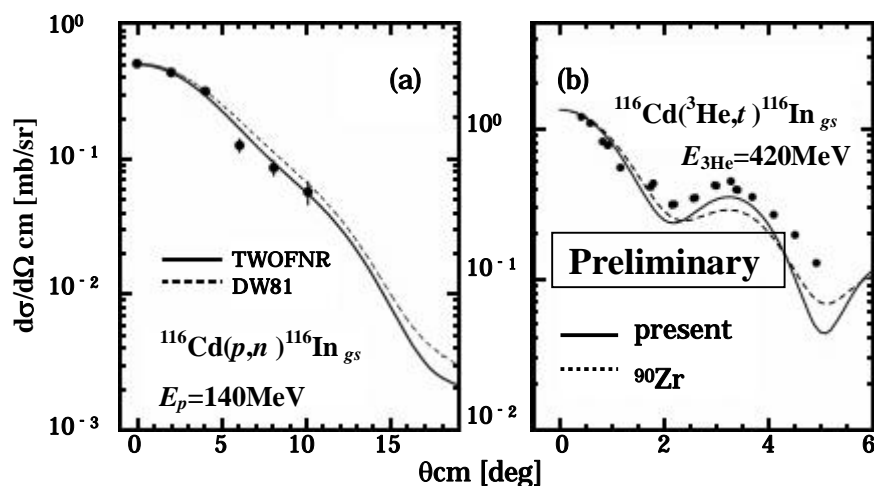 dσ/dΩ cm [mb/sr]
10⁰
10⁻¹
10⁻²
10⁻³
(a)
TWOFNR
DW81
¹¹⁶Cd(p,n)¹¹⁶In gs
E_p=140MeV
0 5 10 15
10⁰
10⁻¹
10⁻²
(b)
¹¹⁶Cd(³He,t)¹¹⁶In gs
E₃He=420MeV
Preliminary
present
⁹⁰Zr
0 2 4 6
θcm [deg]